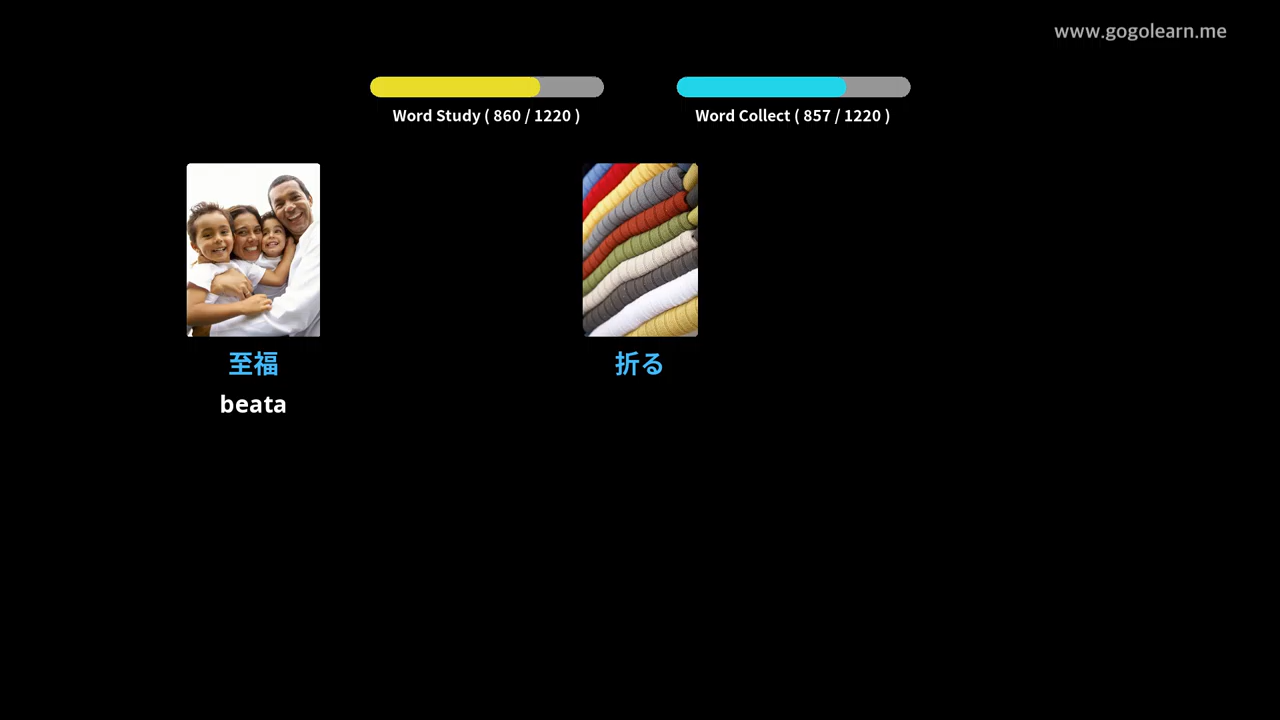 www.gogolearn.me
Word Study ( 860 / 1220 )
Word Collect ( 857 / 1220 )
至福
beata
折る